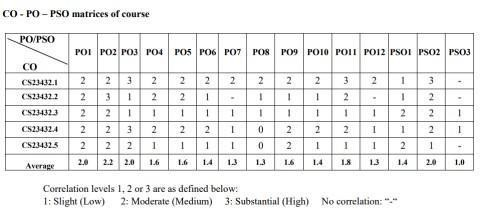 CO - PO – PSO matrices of course
PO/PSO
CO
PO1 PO2 PO3 PO4 PO5 PO6 PO7 PO8 PO9 PO10 PO11 PO12 PSO1 PSO2 PSO3
CS23432.1 2 2 3 2 2 2 2 2 2 2 3 2 1 3 -
CS23432.2 2 3 1 2 2 1 - 1 1 1 2 - 1 2 -
CS23432.3 2 2 1 1 1 1 1 1 1 1 1 1 2 2 1
CS23432.4 2 2 3 2 2 2 1 0 2 2 2 1 1 2 1
CS23432.5 2 2 2 1 1 1 1 0 2 1 1 1 2 1 -
Average 2.0 2.2 2.0 1.6 1.6 1.4 1.3 1.3 1.6 1.4 1.8 1.3 1.4 2.0 1.0
Correlation levels 1, 2 or 3 are as defined below:
1: Slight (Low) 2: Moderate (Medium) 3: Substantial (High) No correlation: “-“